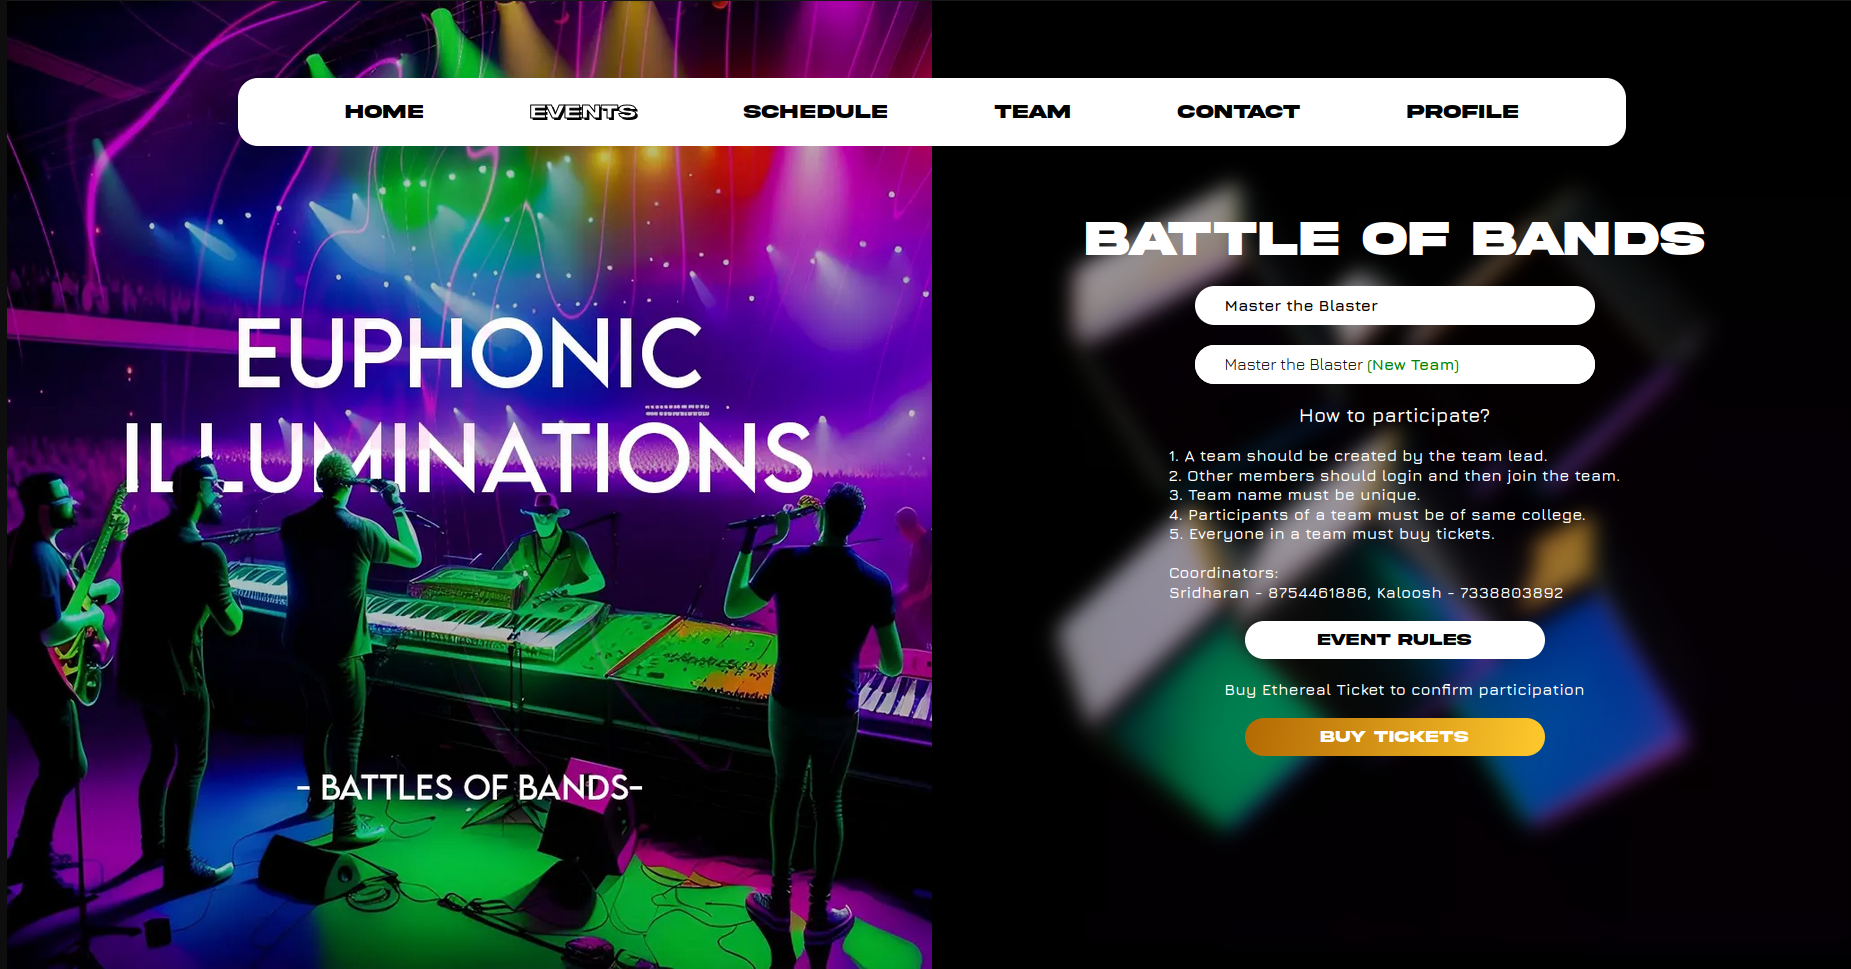 HOME EVENTS SCHEDULE TEAM CONTACT PROFILE
EUPHONIC
ILLUMINATIONS
- BATTLES OF BANDS-
BATTLE OF BANDS
Master the Blaster
Master the Blaster (New Team)
How to participate?
1. A team should be created by the team lead.
2. Other members should login and then join the team.
3. Team name must be unique.
4. Participants of a team must be of same college.
5. Everyone in a team must buy tickets.
Coordinators:
Sridharan - 8754461886, Kaloosh - 7338803892
EVENT RULES
Buy Ethereal Ticket to confirm participation
BUY TICKETS